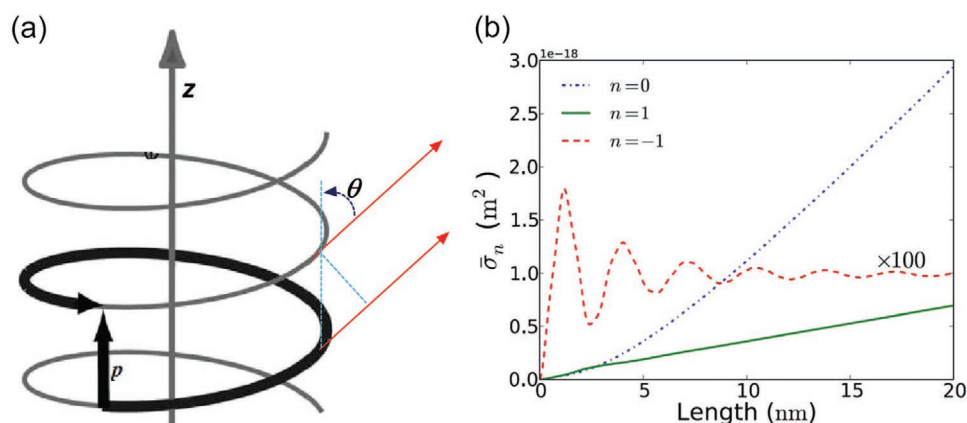 (a)
z
θ
p
(b)
1e−18
3.0
2.5
2.0
1.5
1.0
0.5
0.0
σ̄ₙ (m²)
n=0
n=1
n=−1
×100
0 5 10 15 20
Length (nm)